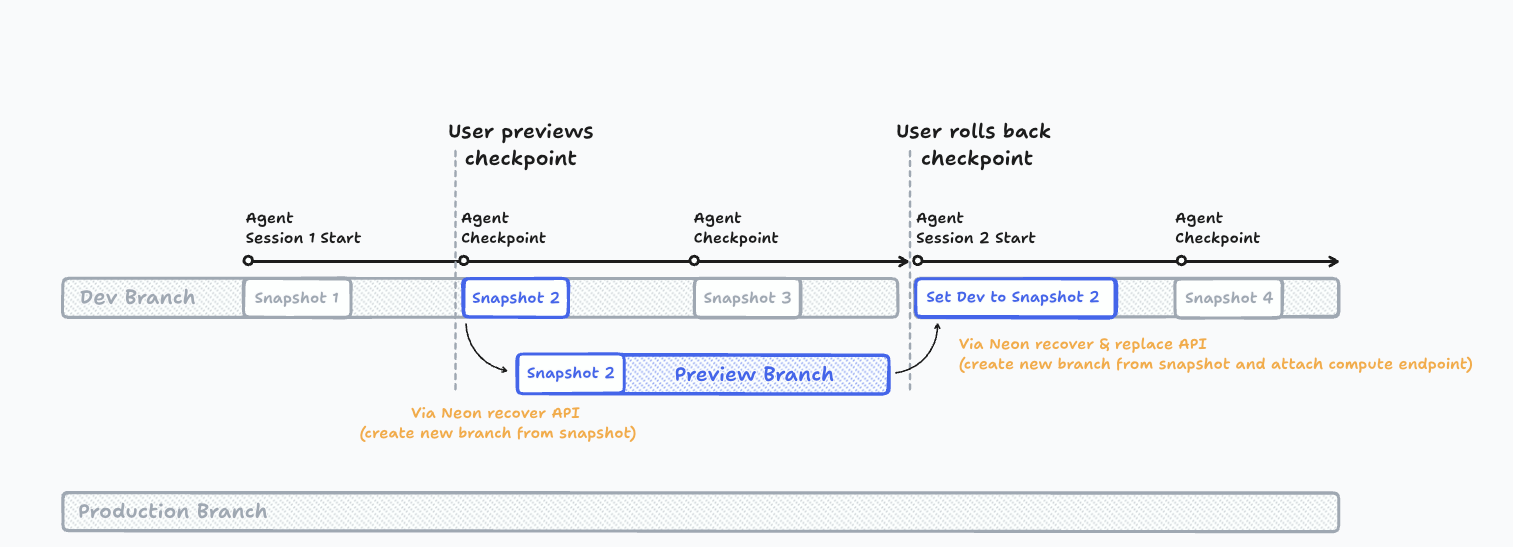 User previews
checkpoint
User rolls back
checkpoint
Agent
Session 1 Start
Agent
Checkpoint
Agent
Checkpoint
Agent
Session 2 Start
Agent
Checkpoint
Dev Branch
Snapshot 1
Snapshot 2
Snapshot 3
Set Dev to Snapshot 2
Snapshot 4
Via Neon recover & replace API
(create new branch from snapshot and attach compute endpoint)
Snapshot 2
Preview Branch
Via Neon recover API
(create new branch from snapshot)
Production Branch